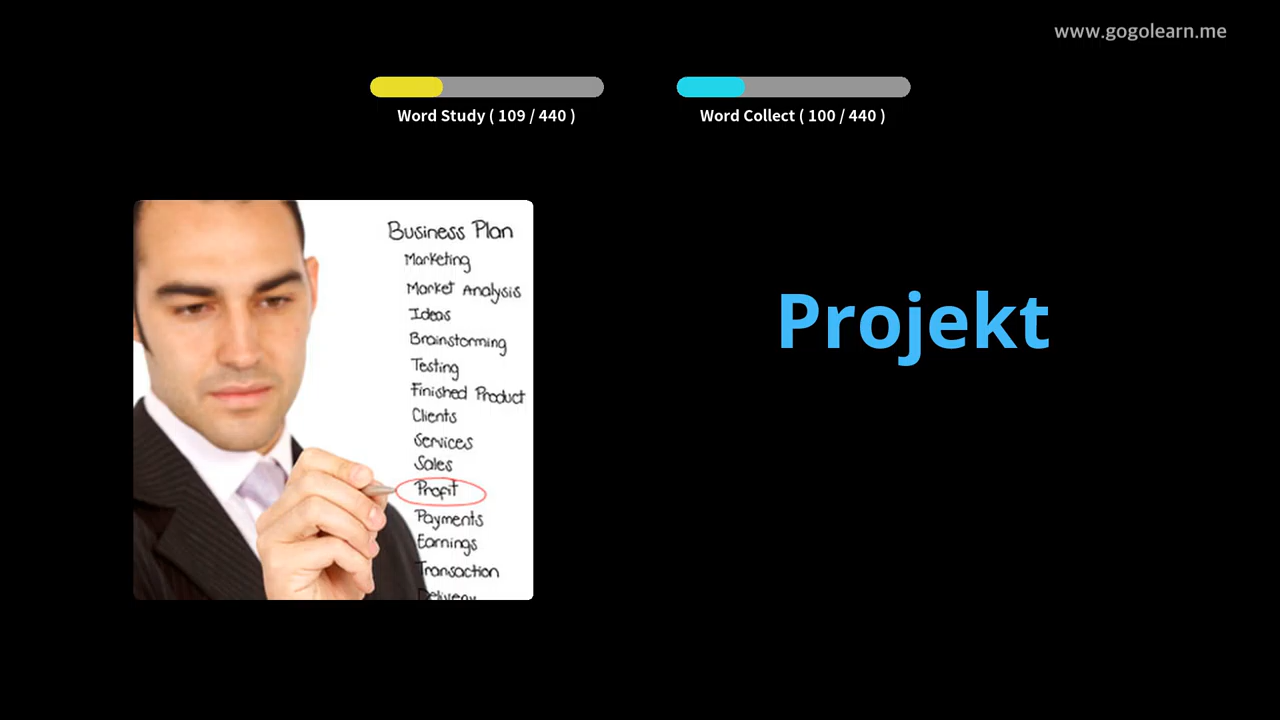 www.gogolearn.me
Word Study ( 109 / 440 )
Word Collect ( 100 / 440 )
Business Plan
Marketing
Market Analysis
Ideas
Brainstorming
Testing
Finished Product
Clients
Services
Sales
Profit
Payments
Earnings
Transaction
Delivery
Projekt